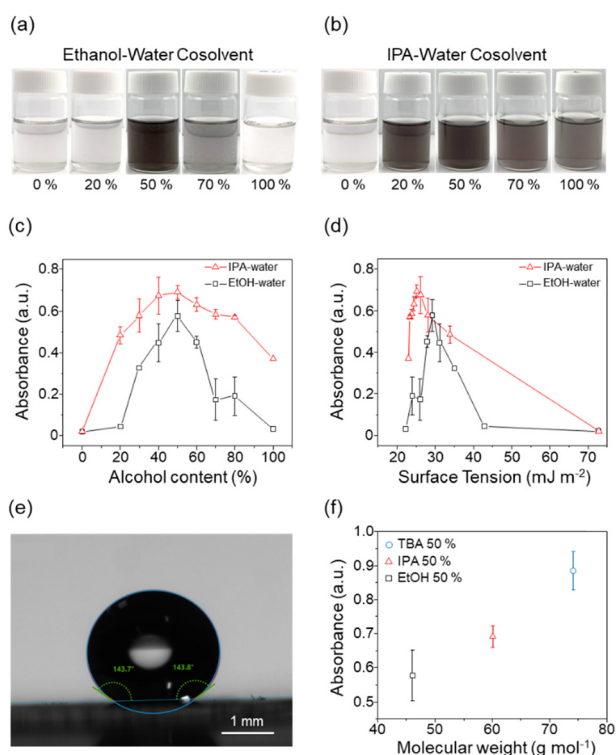 (a)
Ethanol-Water Cosolvent
0 % 20 % 50 % 70 % 100 %
(b)
IPA-Water Cosolvent
0 % 20 % 50 % 70 % 100 %
(c)
0.8
0.6
0.4
0.2
0
Absorbance (a.u.)
IPA-water
EtOH-water
0 20 40 60 80 100
Alcohol content (%)
(d)
0.8
0.6
0.4
0.2
0
Absorbance (a.u.)
IPA-water
EtOH-water
20 30 40 50 60 70 80
Surface Tension (mJ m⁻²)
(e)
143.7°
143.8°
1 mm
(f)
1.0
0.9
0.8
0.7
0.6
0.5
Absorbance (a.u.)
TBA 50 %
IPA 50 %
EtOH 50 %
40 50 60 70 80
Molecular weight (g mol⁻¹)